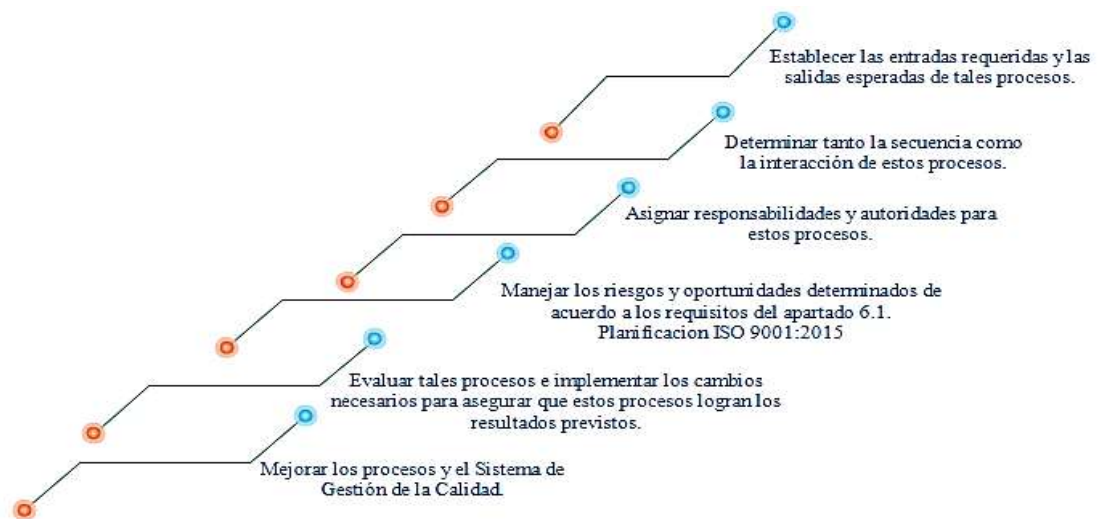 Establecer las entradas requeridas y las
salidas esperadas de tales procesos.
Determinar tanto la secuencia como
la interacción de estos procesos.
Asignar responsabilidades y autoridades para
estos procesos.
Manejar los riesgos y oportunidades determinados de
acuerdo a los requisitos del apartado 6.1.
Planificacion ISO 9001:2015
Evaluar tales procesos e implementar los cambios
necesarios para asegurar que estos procesos logran los
resultados previstos.
Mejorar los procesos y el Sistema de
Gestión de la Calidad.